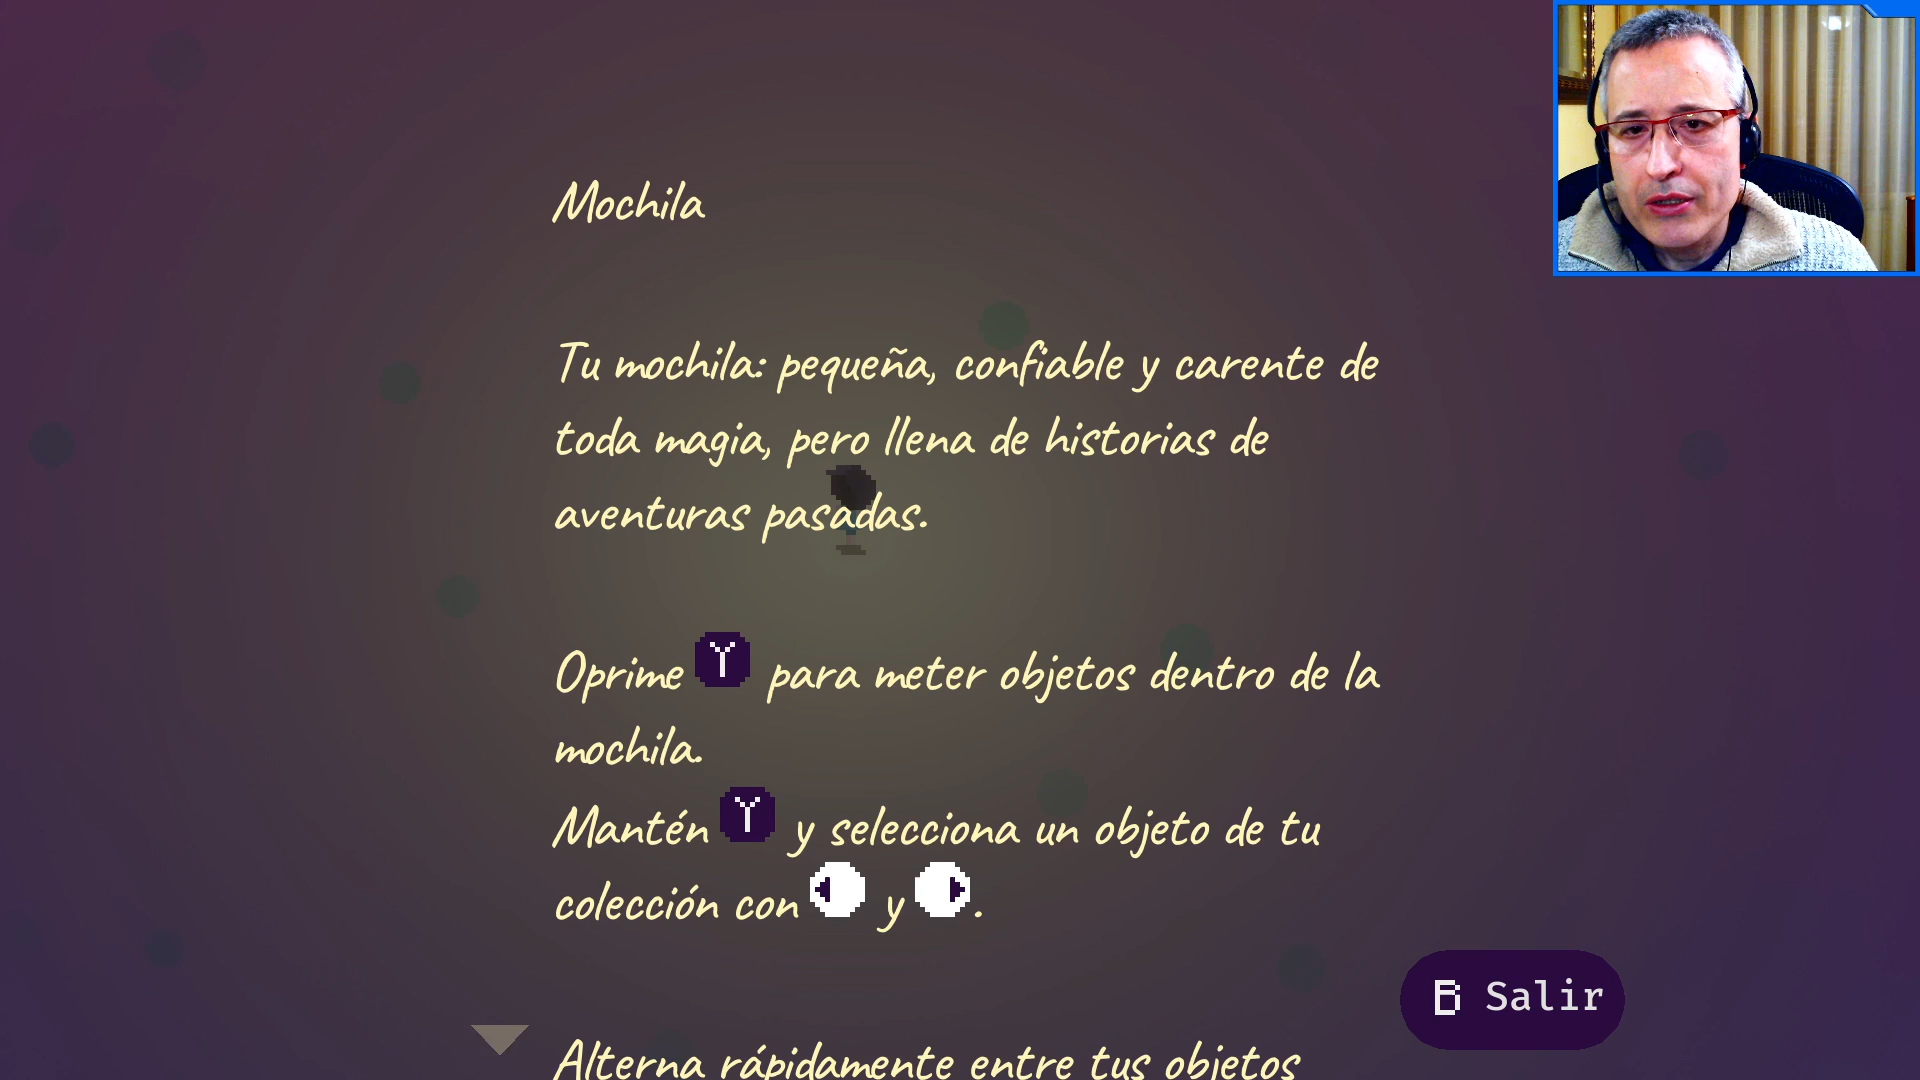 Mochila
Tu mochila: pequeña, confiable y carente de
toda magia, pero llena de historias de
aventuras pasadas.
Oprime Y para meter objetos dentro de la
mochila.
Mantén Y y selecciona un objeto de tu
colección con y .
B Salir
Alterna rápidamente entre tus objetos